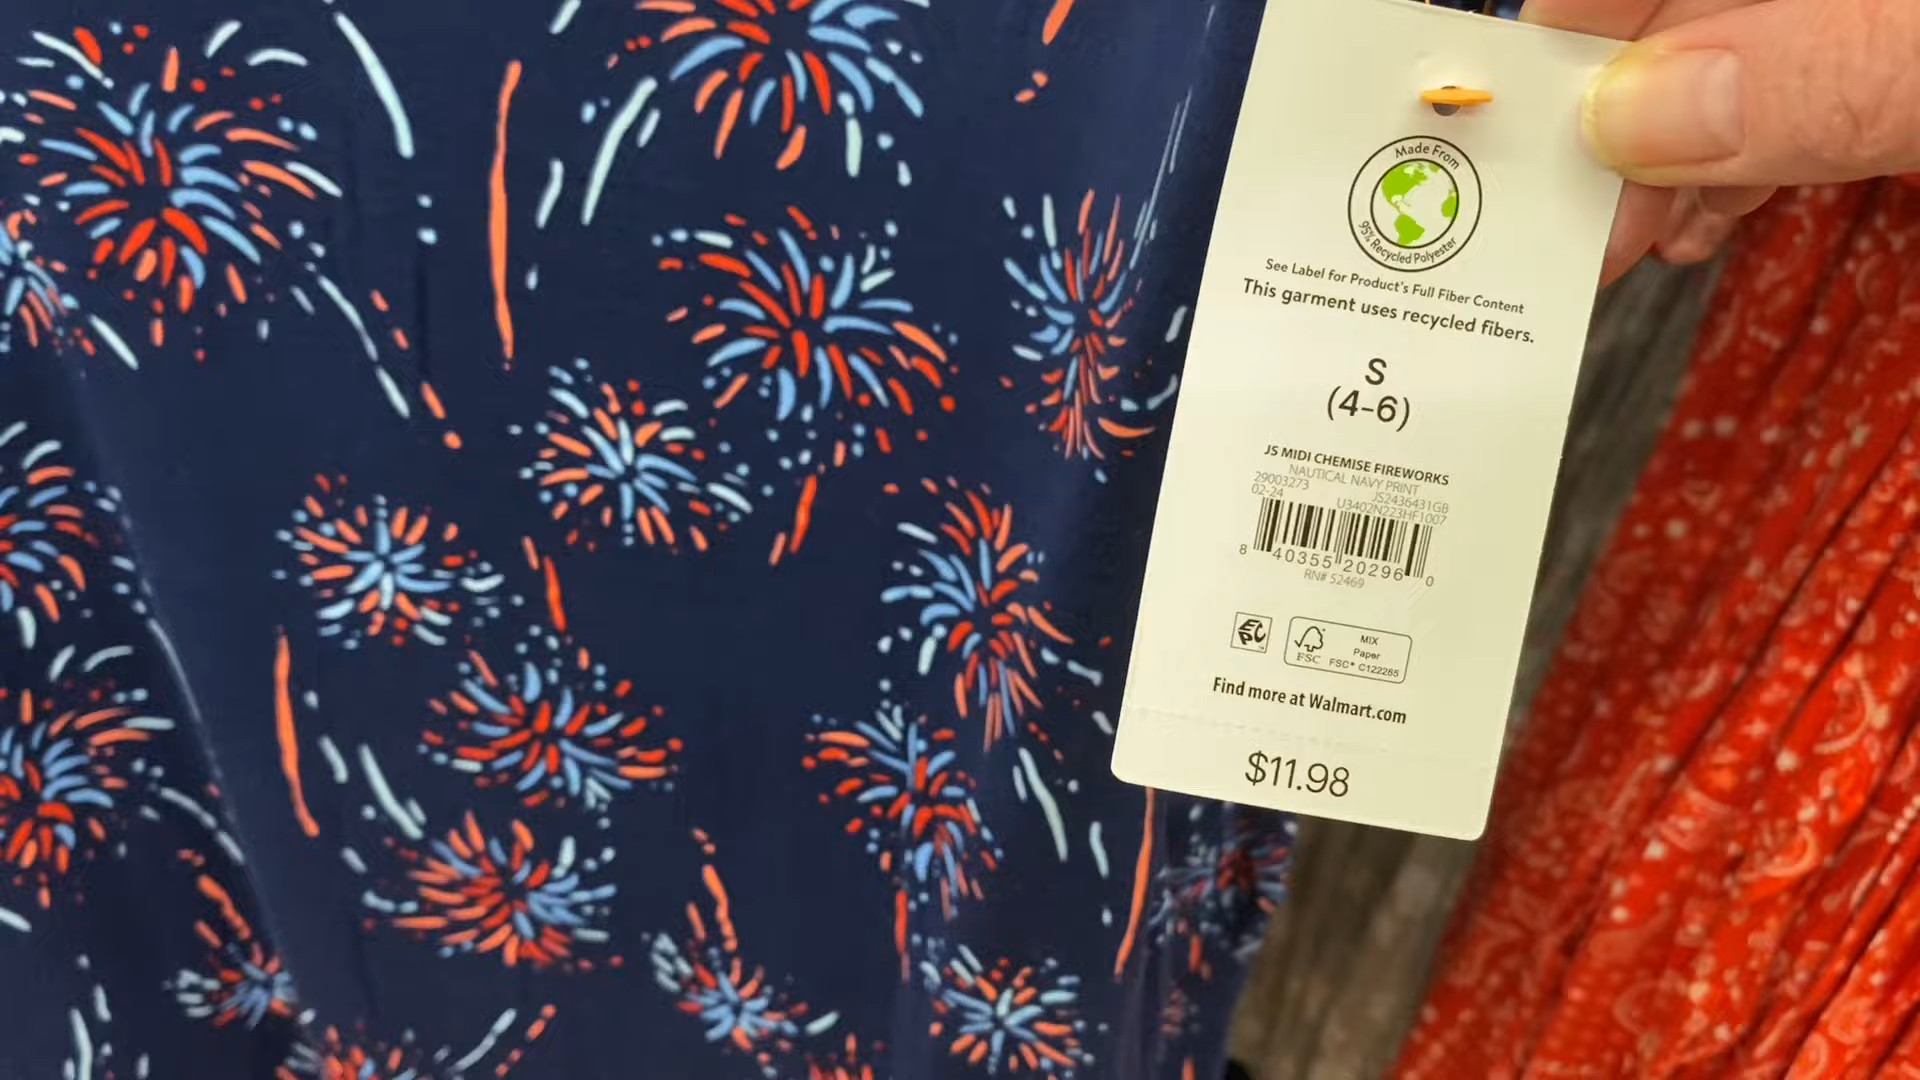 Made From
95% Recycled Polyester
See Label for Product's Full Fiber Content
This garment uses recycled fibers.
S
(4-6)
JS MIDI CHEMISE FIREWORKS
NAUTICAL NAVY PRINT
29003273 JS2436431GB
02-24 U3402N223HF1007
8 40355 20296 0
RN# 52469
EPC
MIX
Paper
FSC FSC® C122265
Find more at Walmart.com
$11.98